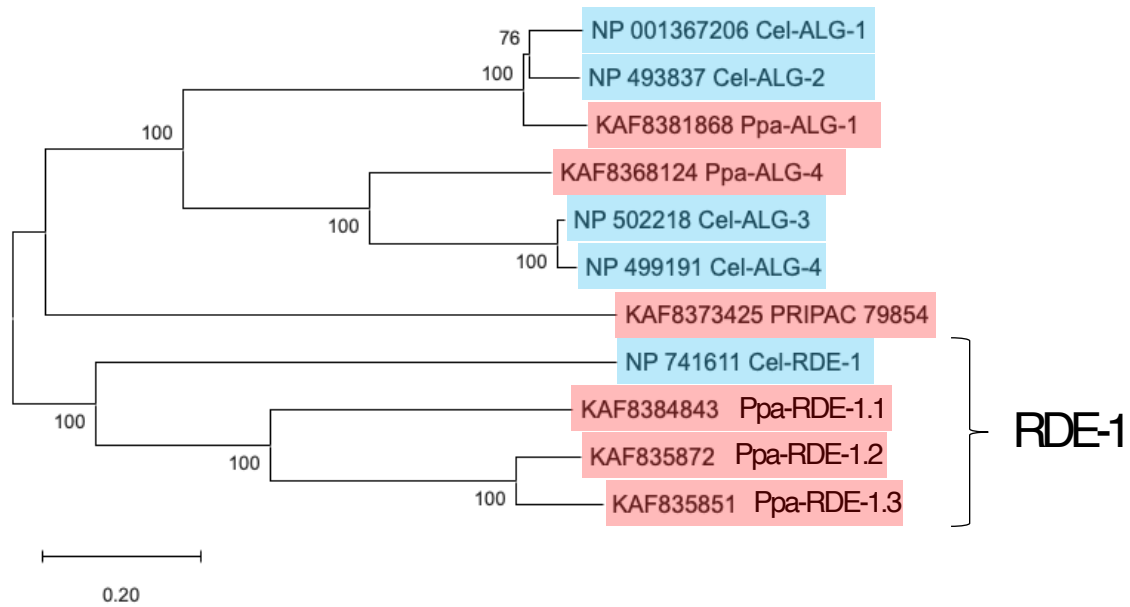 76
NP 001367206 Cel-ALG-1
100
NP 493837 Cel-ALG-2
KAF8381868 Ppa-ALG-1
100
KAF8368124 Ppa-ALG-4
100
NP 502218 Cel-ALG-3
100
NP 499191 Cel-ALG-4
KAF8373425 PRIPAC 79854
NP 741611 Cel-RDE-1
100
KAF8384843 Ppa-RDE-1.1
RDE-1
100
KAF835872 Ppa-RDE-1.2
100
KAF835851 Ppa-RDE-1.3
0.20